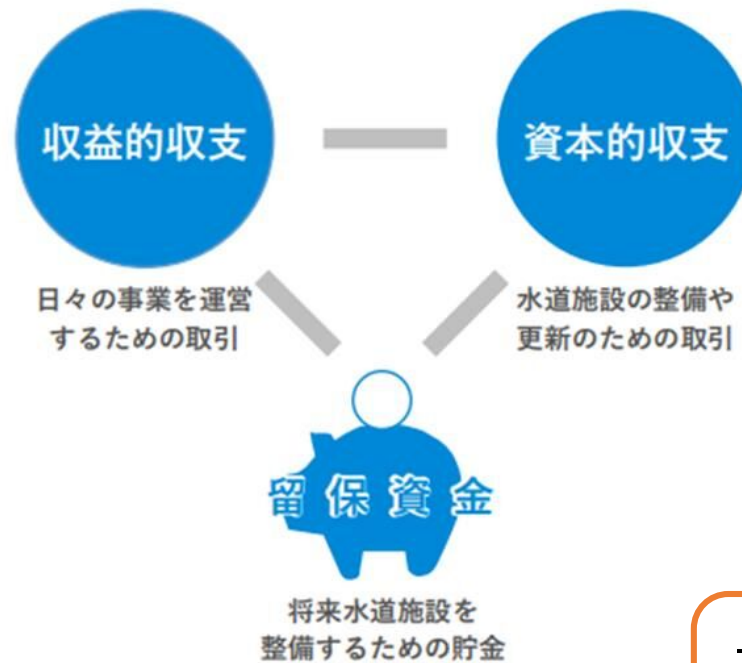 収益的収支
資本的収支
日々の事業を運営
するための取引
水道施設の整備や
更新のための取引
留保資金
将来水道施設を
整備するための貯金